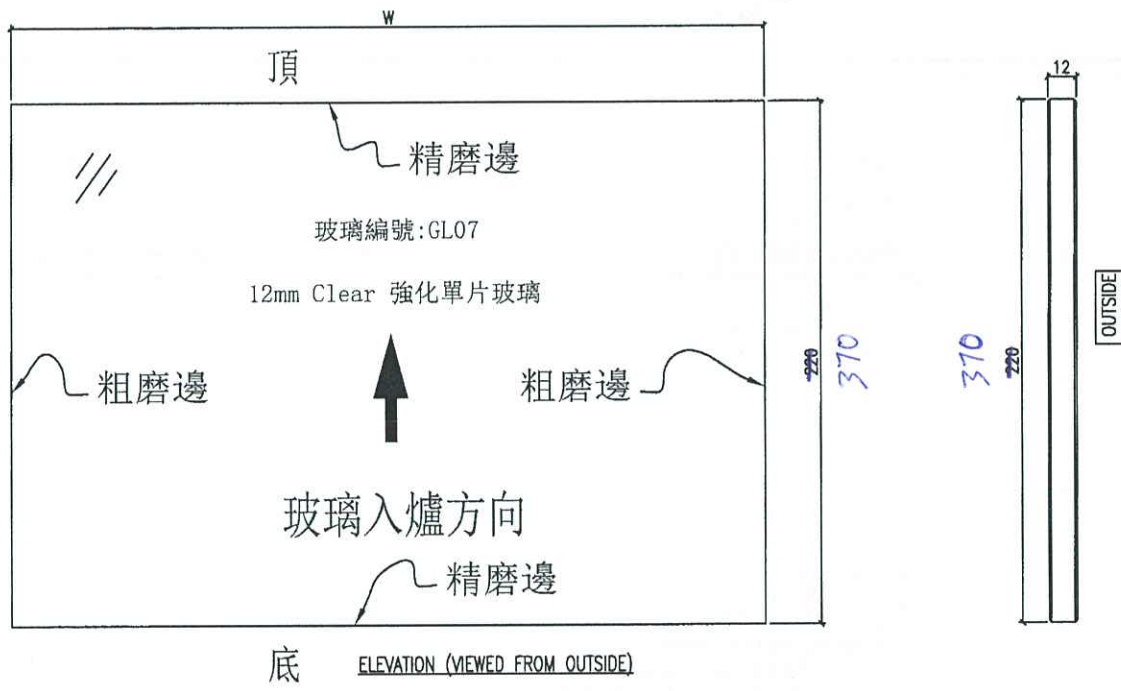 W
頂
12
精磨邊
玻璃編號:GL07
12mm Clear 強化單片玻璃
OUTSIDE
220
370
370
220
粗磨邊
粗磨邊
玻璃入爐方向
精磨邊
底
ELEVATION (VIEWED FROM OUTSIDE)